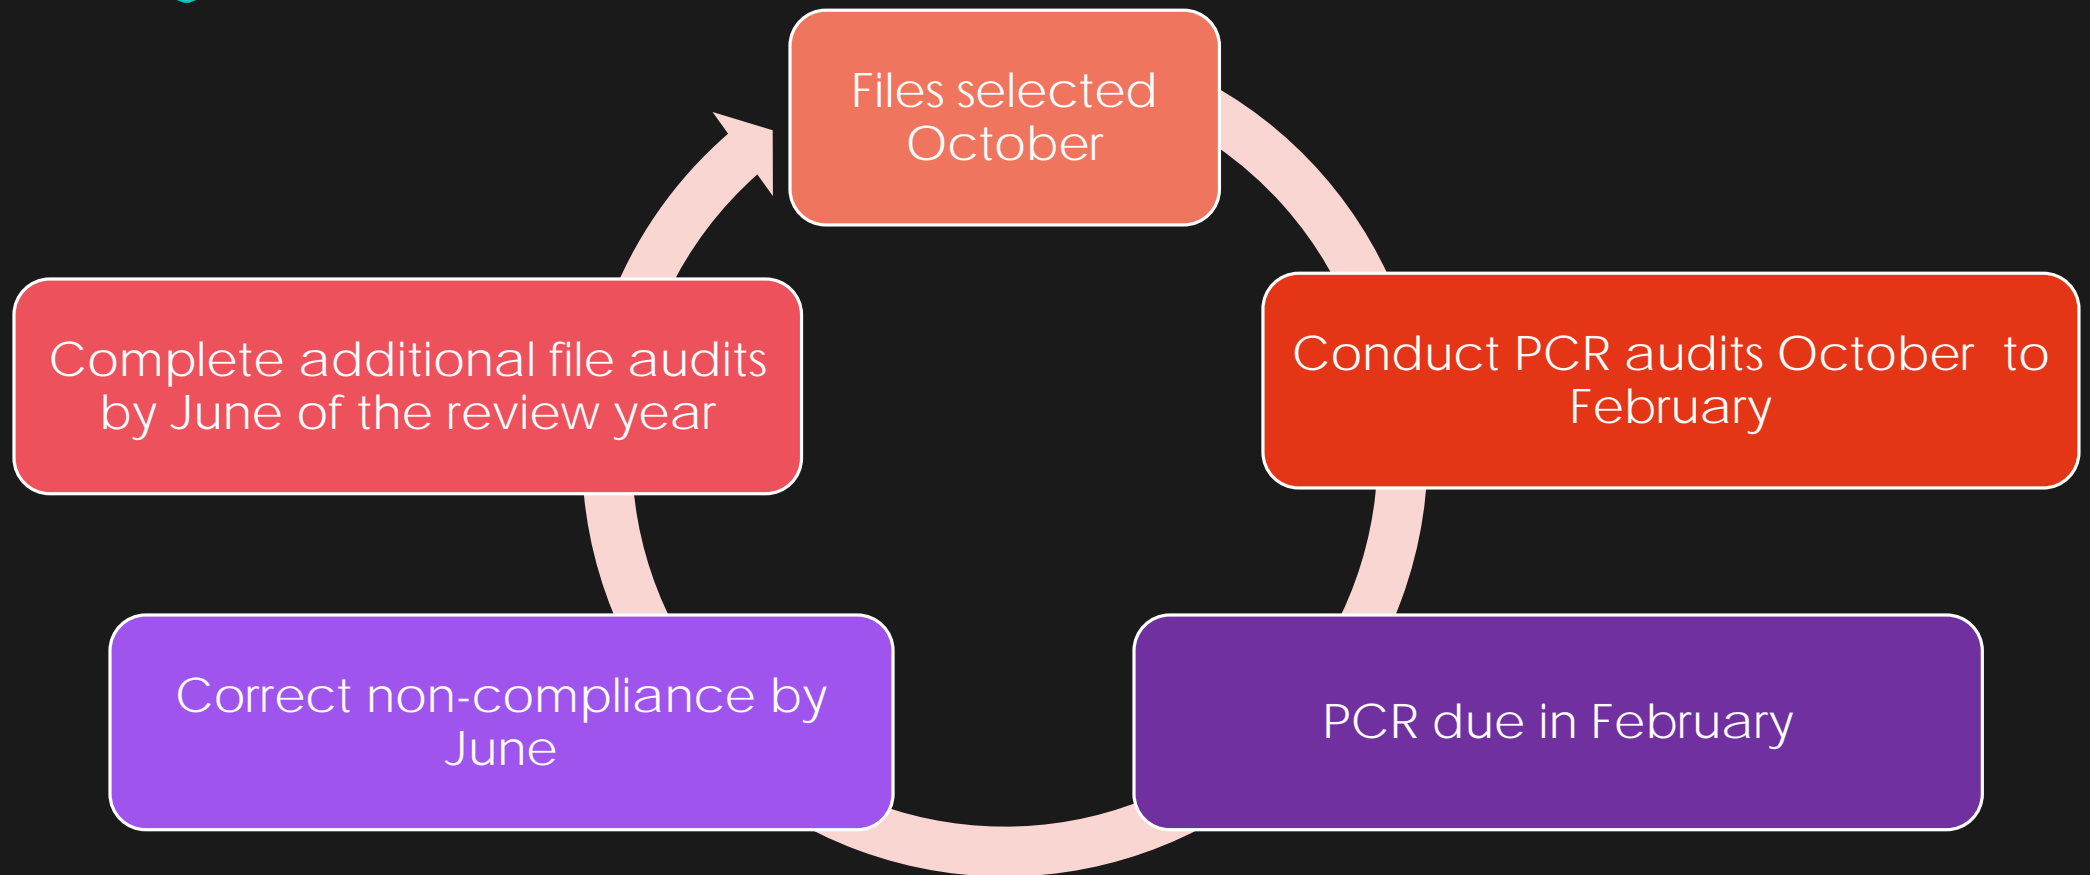 Files selected
October
Conduct PCR audits October  to
February
PCR due in February
Correct non-compliance by
June
Complete additional file audits
by June of the review year